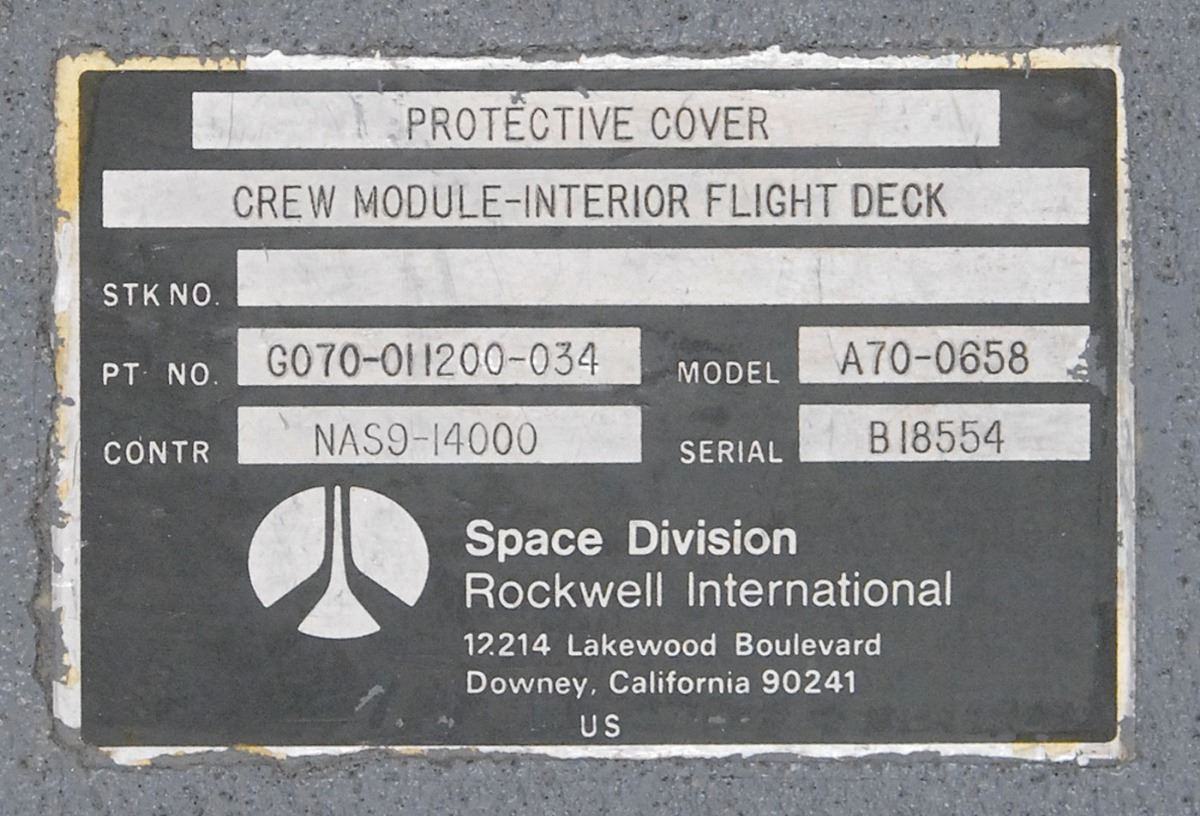 PROTECTIVE COVER
CREW MODULE-INTERIOR FLIGHT DECK
STK NO.
PT NO. G070-011200-034 MODEL A70-0658
CONTR NAS9-14000 SERIAL B18554
Space Division
Rockwell International
12214 Lakewood Boulevard
Downey, California 90241
US